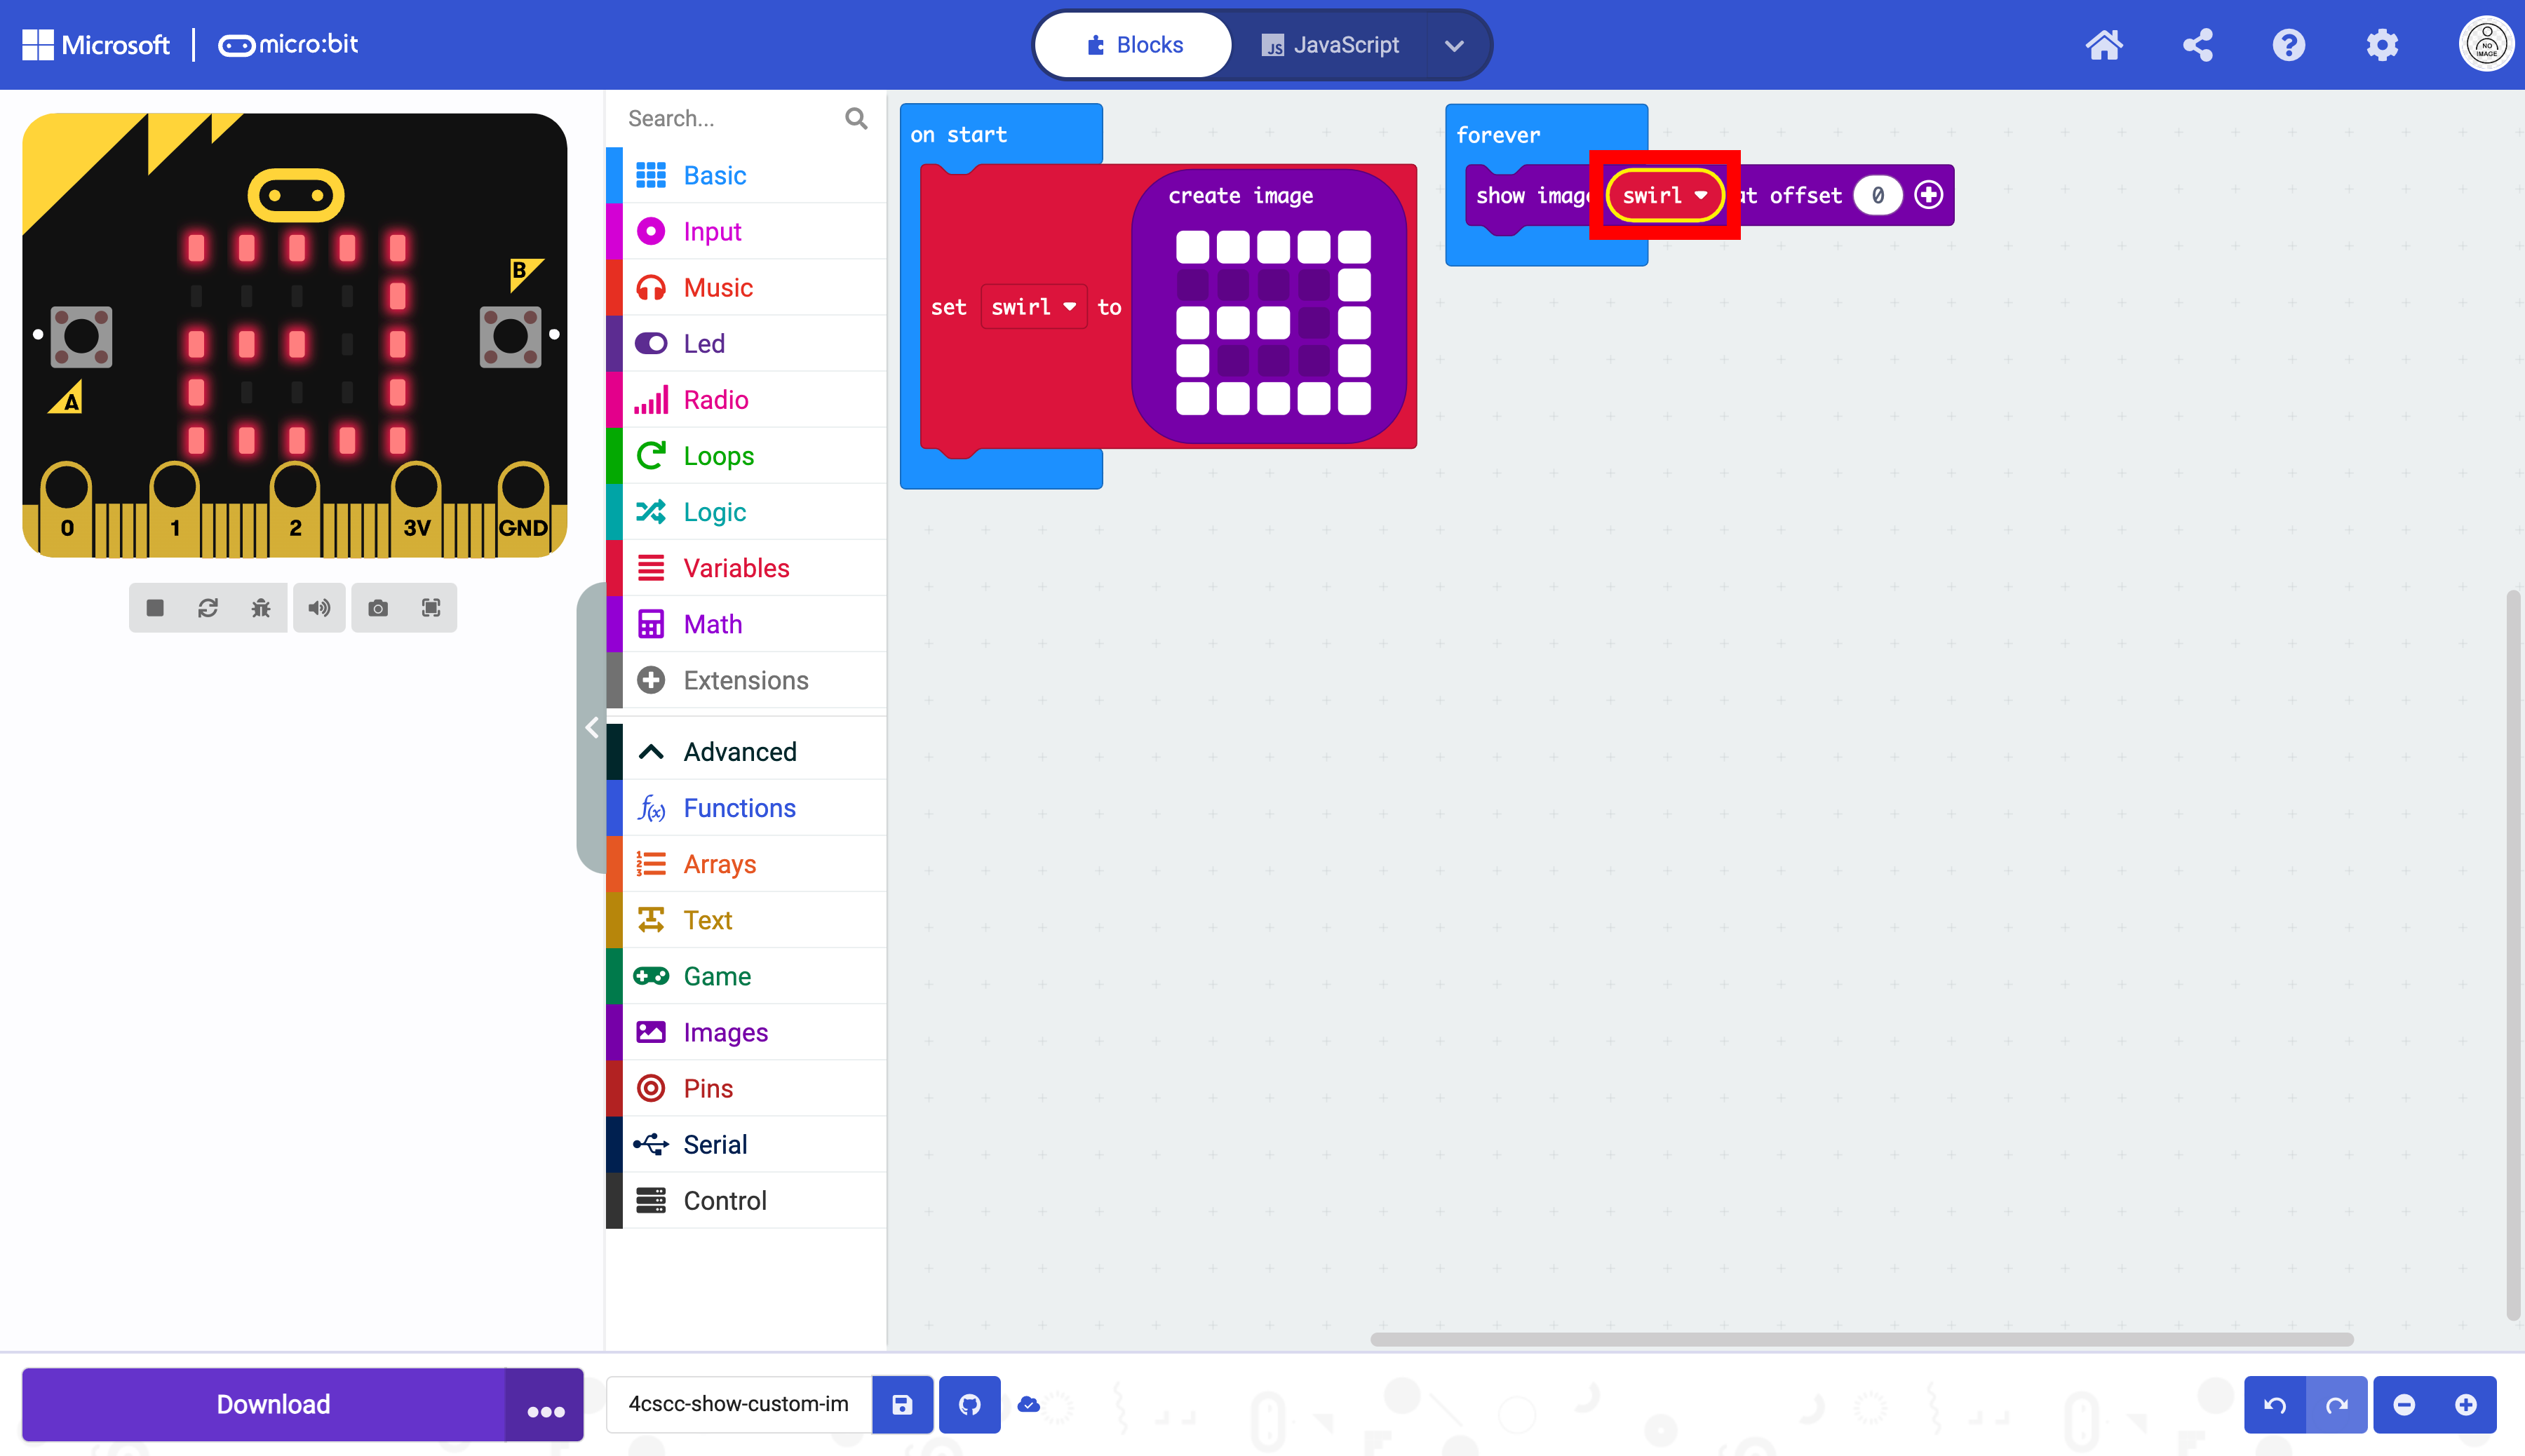 Microsoft | micro:bit
Blocks
JavaScript
NO IMAGE
B
A
0 1 2 3V GND
Search...
Basic
Input
Music
Led
Radio
Loops
Logic
Variables
Math
Extensions
Advanced
Functions
Arrays
Text
Game
Images
Pins
Serial
Control
on start
set swirl to
create image
forever
show image swirl at offset 0
Download
4cscc-show-custom-im